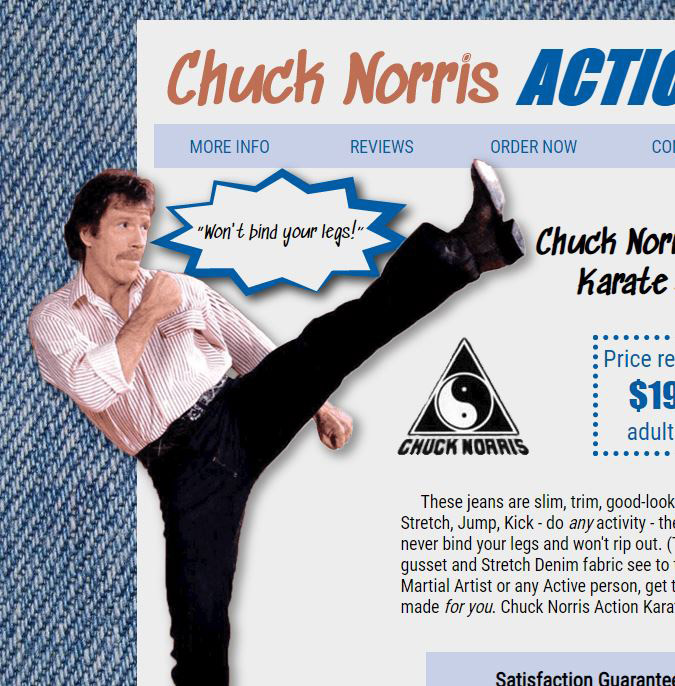 Chuck Norris ACTIO
MORE INFO REVIEWS ORDER NOW CO
"Won't bind your legs!"
Chuck Nor
Karate
CHUCK NORRIS
Price re
$19
adult
These jeans are slim, trim, good-look
Stretch, Jump, Kick - do any activity - the
never bind your legs and won't rip out. (T
gusset and Stretch Denim fabric see to
Martial Artist or any Active person, get t
made for you. Chuck Norris Action Kara
Satisfaction Guarantee